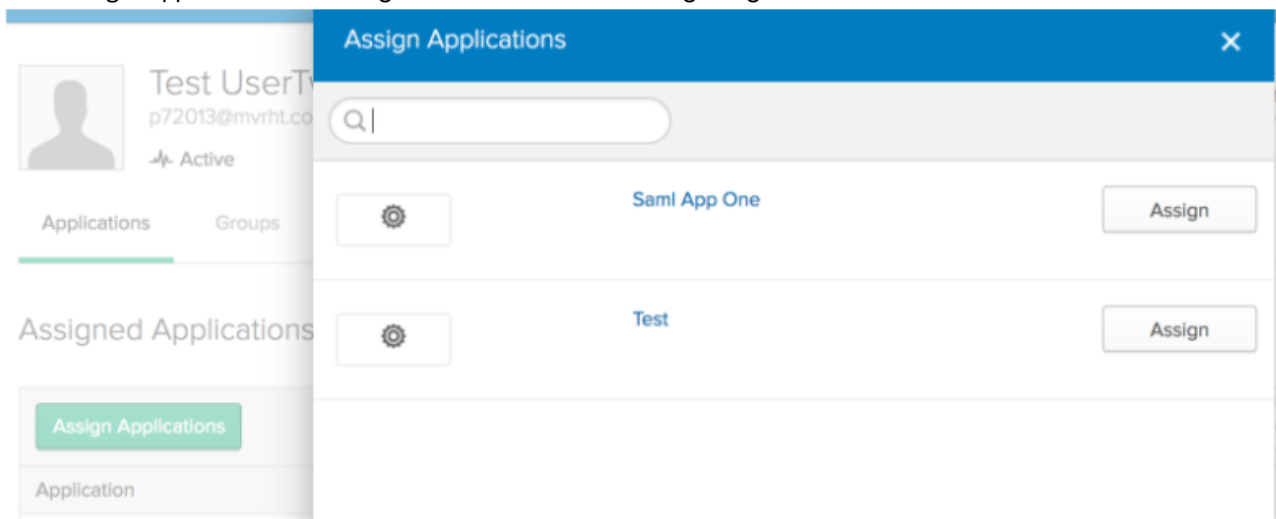 Assign Applications
Test UserT
p72013@mvrht.co
Active
Applications Groups
Saml App One Assign
Assigned Applications
Test Assign
Assign Applications
Application